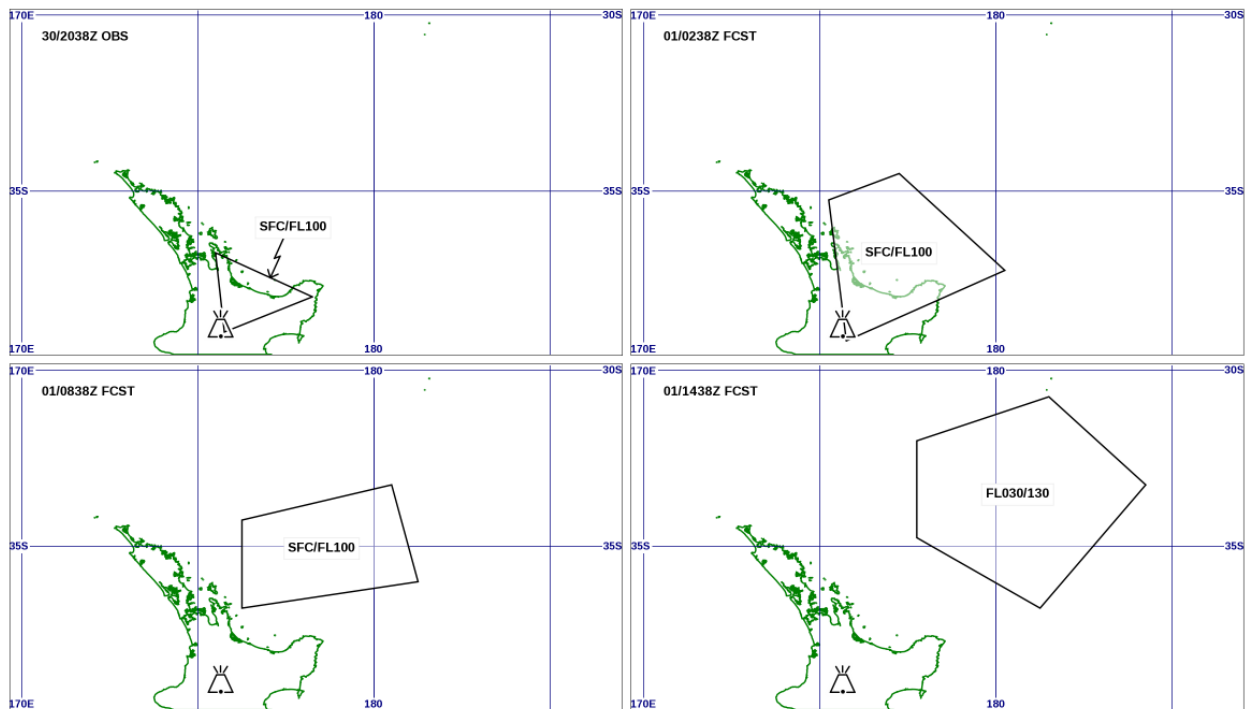 170E 180 30S
30/2038Z OBS
35S 35S
SFC/FL100
170E 180
170E 180 30S
01/0238Z FCST
35S 35S
SFC/FL100
170E 180
170E 180 30S
01/0838Z FCST
35S 35S
SFC/FL100
170E 180
170E 180 30S
01/1438Z FCST
FL030/130
35S 35S
170E 180